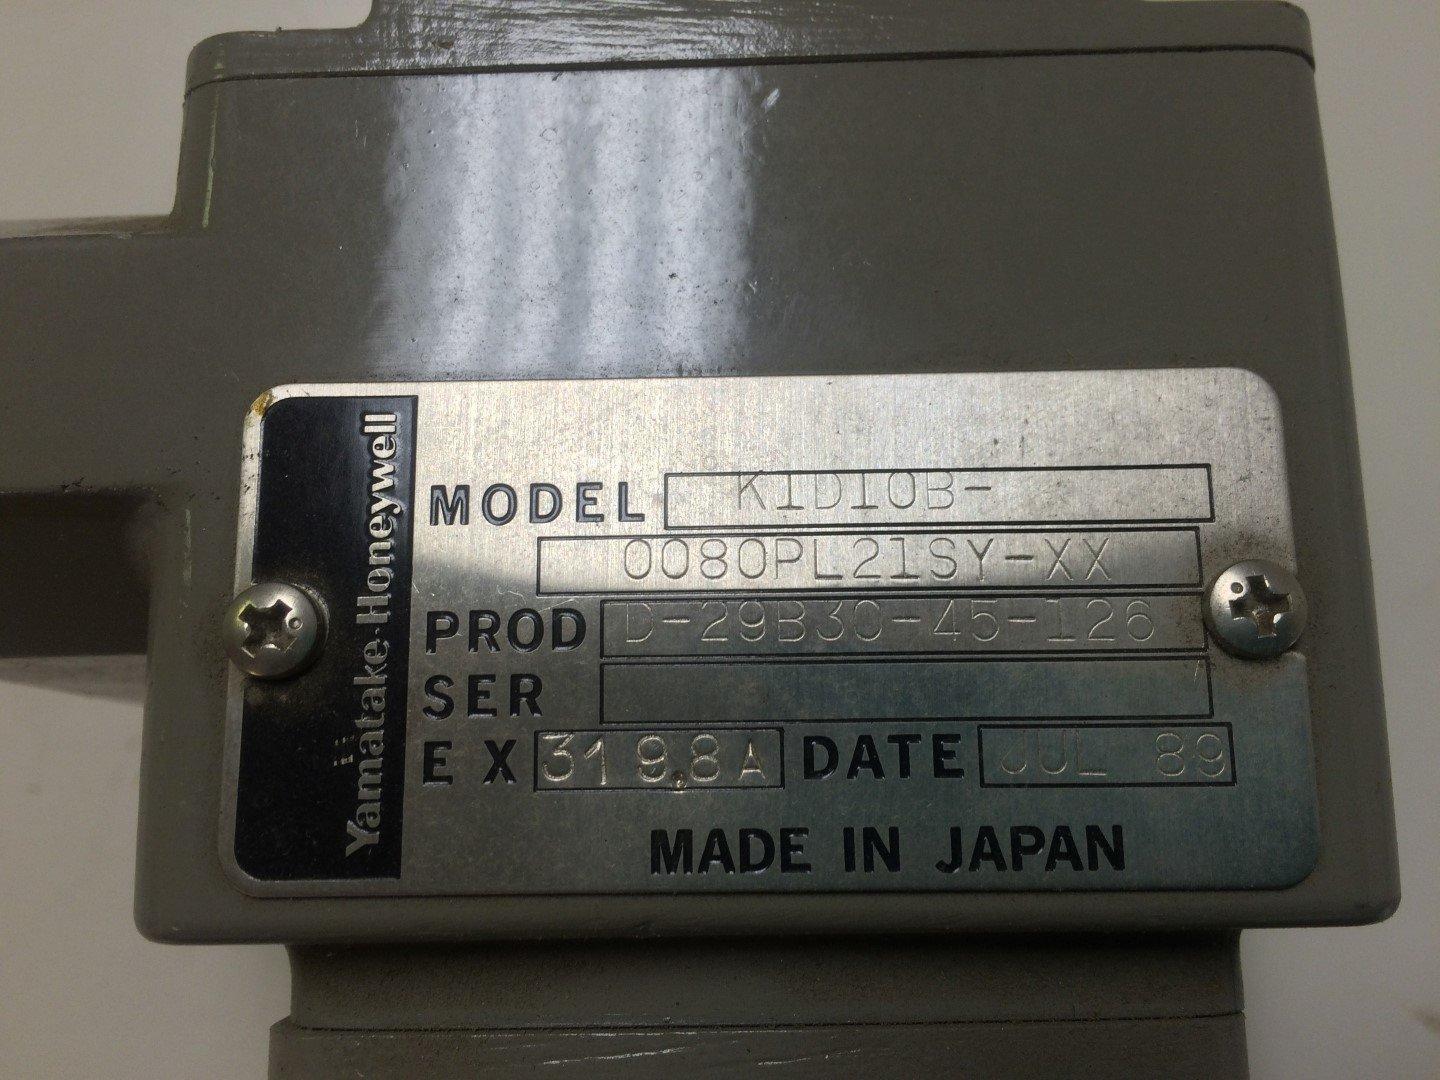 Yamatake-Honeywell
MODEL K1D10B-
0080PL21SY-XX
PROD D-29B30-45-126
SER
EX 319.8A DATE JUL 89
MADE IN JAPAN